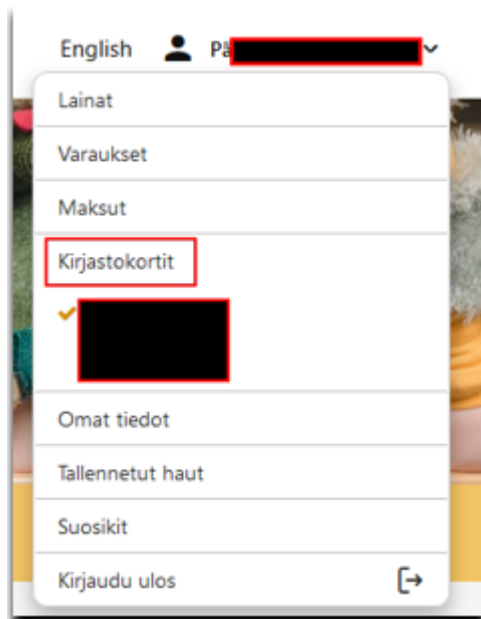 English Pä
Lainat
Varaukset
Maksut
Kirjastokortit
Omat tiedot
Tallennetut haut
Suosikit
Kirjaudu ulos